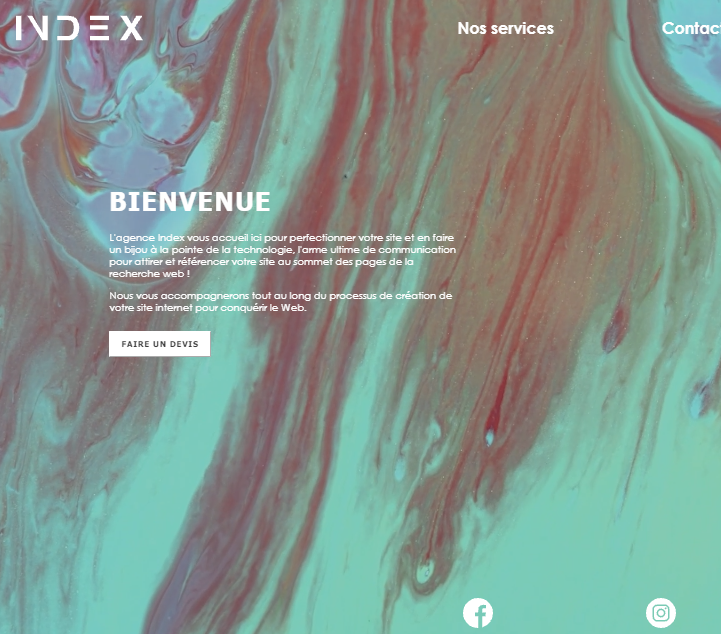 INDEX
Nos services
Contact
BIENVENUE
L'agence Index vous accueil ici pour perfectionner votre site et en faire
un bijou à la pointe de la technologie, l'arme ultime de communication
pour attirer et référencer votre site au sommet des pages de la
recherche web !
Nous vous accompagnerons tout au long du processus de création de
votre site internet pour conquérir le Web.
FAIRE UN DEVIS